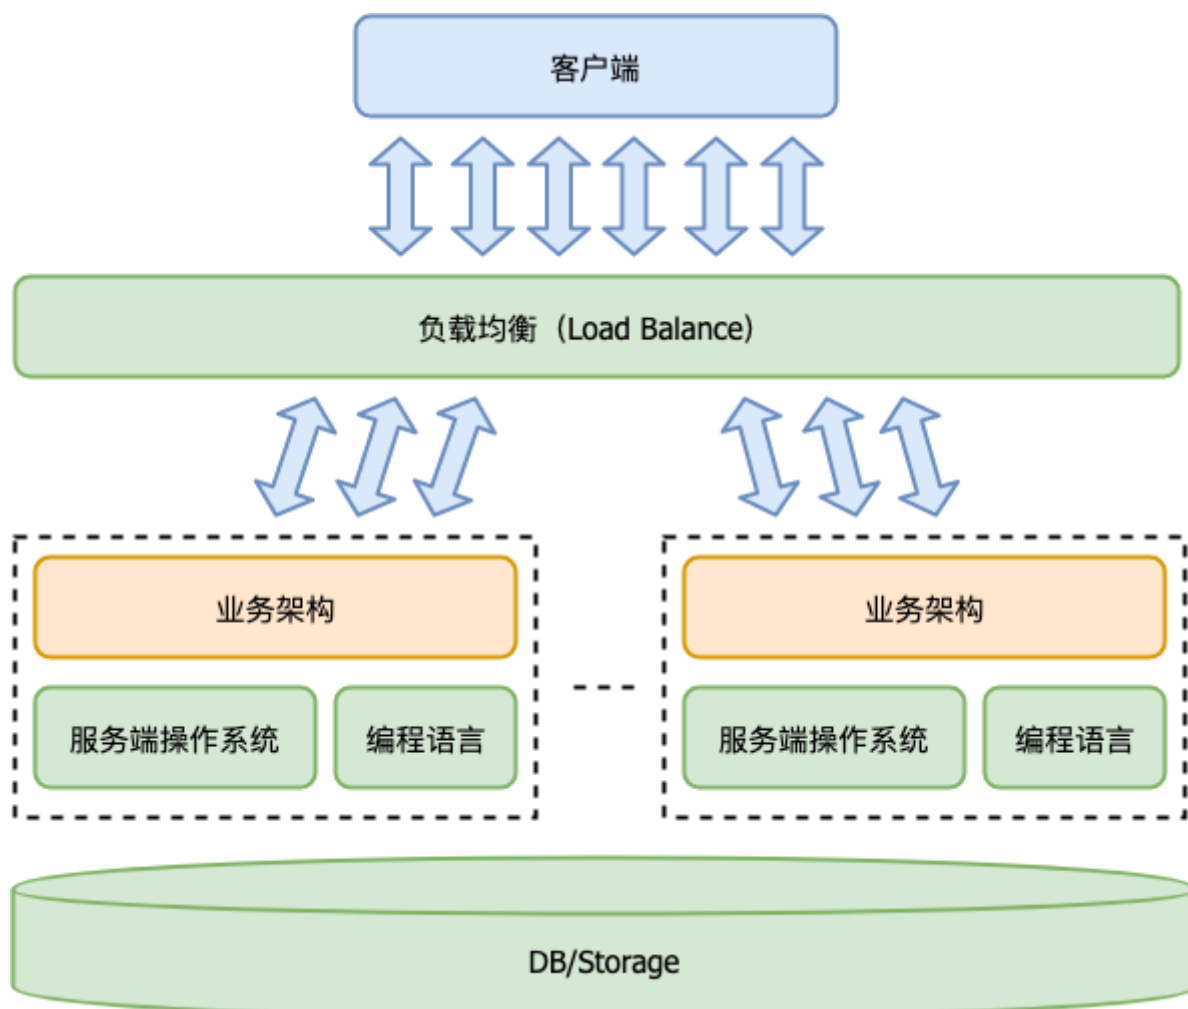 客户端
负载均衡（Load Balance）
业务架构
业务架构
服务端操作系统
编程语言
服务端操作系统
编程语言
DB/Storage